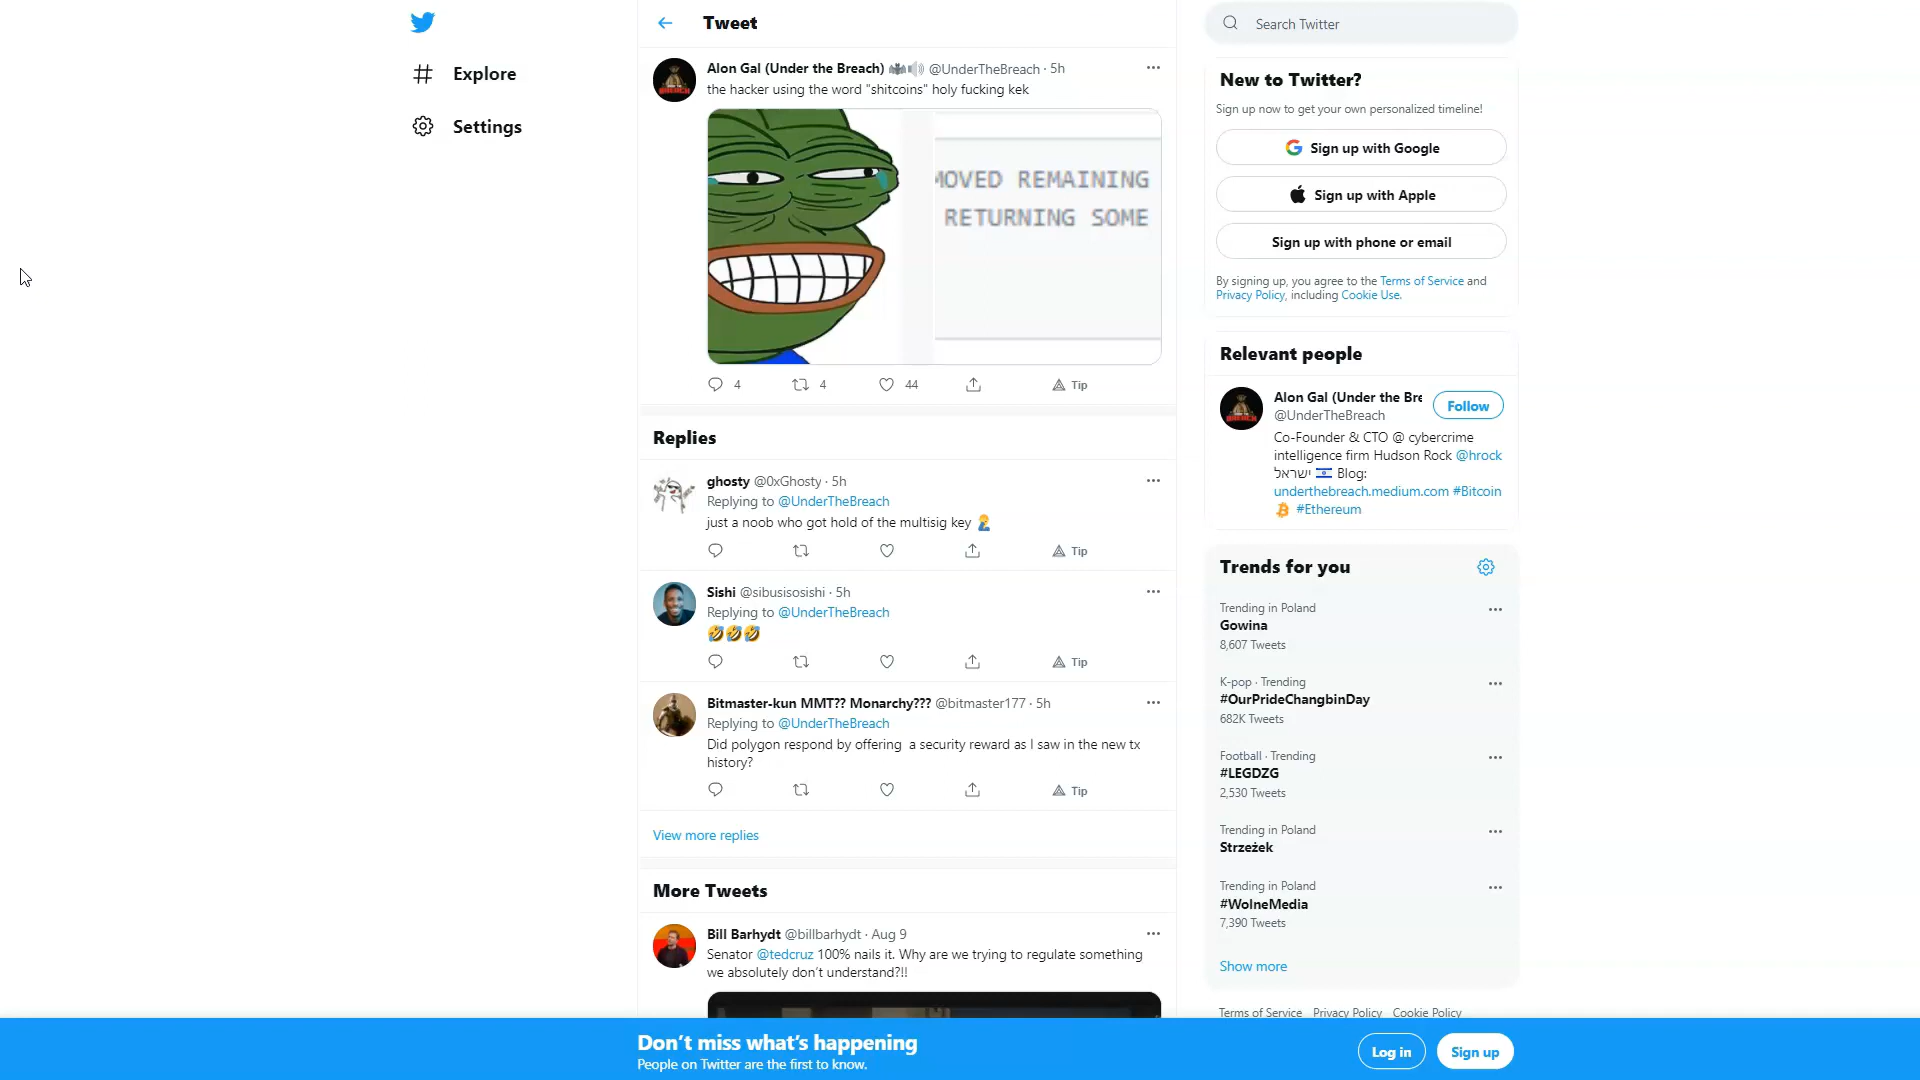 Tweet
Search Twitter
Explore
Settings
Alon Gal (Under the Breach) @UnderTheBreach · 5h
the hacker using the word "shitcoins" holy fucking kek
MOVED REMAINING
RETURNING SOME
4 4 44 Tip
Replies
ghosty @0xGhosty · 5h
Replying to @UnderTheBreach
just a noob who got hold of the multisig key
Tip
Sishi @sibusisosishi · 5h
Replying to @UnderTheBreach
Tip
Bitmaster-kun MMT?? Monarchy??? @bitmaster177 · 5h
Replying to @UnderTheBreach
Did polygon respond by offering a security reward as I saw in the new tx
history?
Tip
View more replies
More Tweets
Bill Barhydt @billbarhydt · Aug 9
Senator @tedcruz 100% nails it. Why are we trying to regulate something
we absolutely don't understand?!!
New to Twitter?
Sign up now to get your own personalized timeline!
Sign up with Google
Sign up with Apple
Sign up with phone or email
By signing up, you agree to the Terms of Service and
Privacy Policy, including Cookie Use.
Relevant people
Alon Gal (Under the Bre
@UnderTheBreach
Follow
Co-Founder & CTO @ cybercrime
intelligence firm Hudson Rock @hrock
ישראל Blog:
underthebreach.medium.com #Bitcoin
#Ethereum
Trends for you
Trending in Poland
Gowina
8,607 Tweets
K-pop · Trending
#OurPrideChangbinDay
682K Tweets
Football · Trending
#LEGDZG
2,530 Tweets
Trending in Poland
Strzeżek
Trending in Poland
#WolneMedia
7,390 Tweets
Show more
Terms of Service Privacy Policy Cookie Policy
Don't miss what's happening
People on Twitter are the first to know.
Log in
Sign up